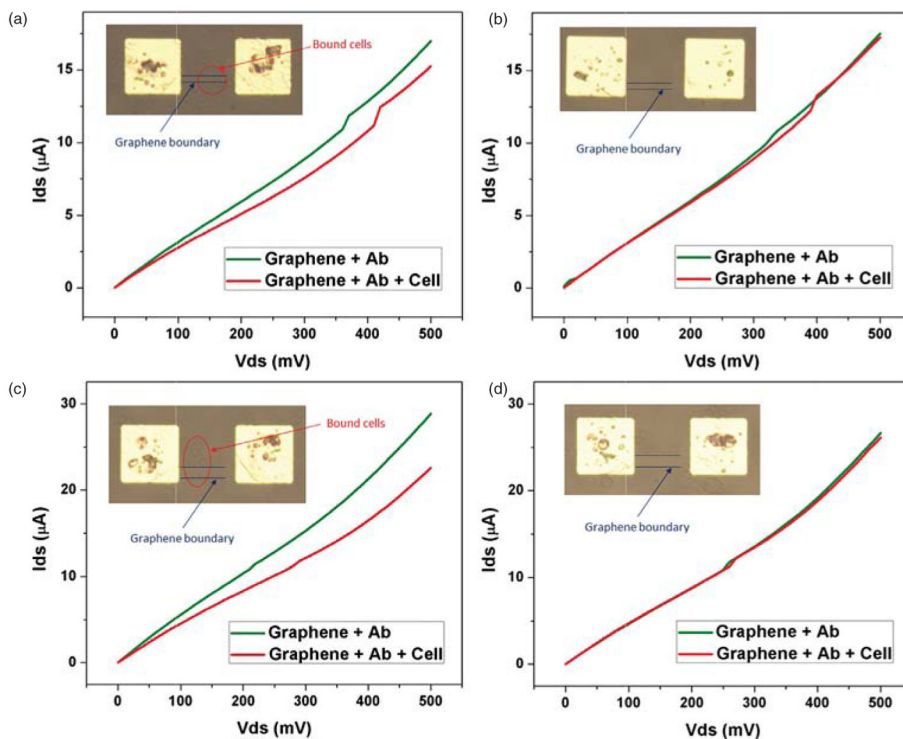 (a)
Bound cells
Graphene boundary
Graphene + Ab
Graphene + Ab + Cell
15
10
5
0
Ids (μA)
0 100 200 300 400 500
Vds (mV)
(b)
Graphene boundary
Graphene + Ab
Graphene + Ab + Cell
15
10
5
0
Ids (μA)
0 100 200 300 400 500
Vds (mV)
(c)
Bound cells
Graphene boundary
Graphene + Ab
Graphene + Ab + Cell
30
20
10
0
Ids (μA)
0 100 200 300 400 500
Vds (mV)
(d)
Graphene boundary
Graphene + Ab
Graphene + Ab + Cell
30
20
10
0
Ids (μA)
0 100 200 300 400 500
Vds (mV)